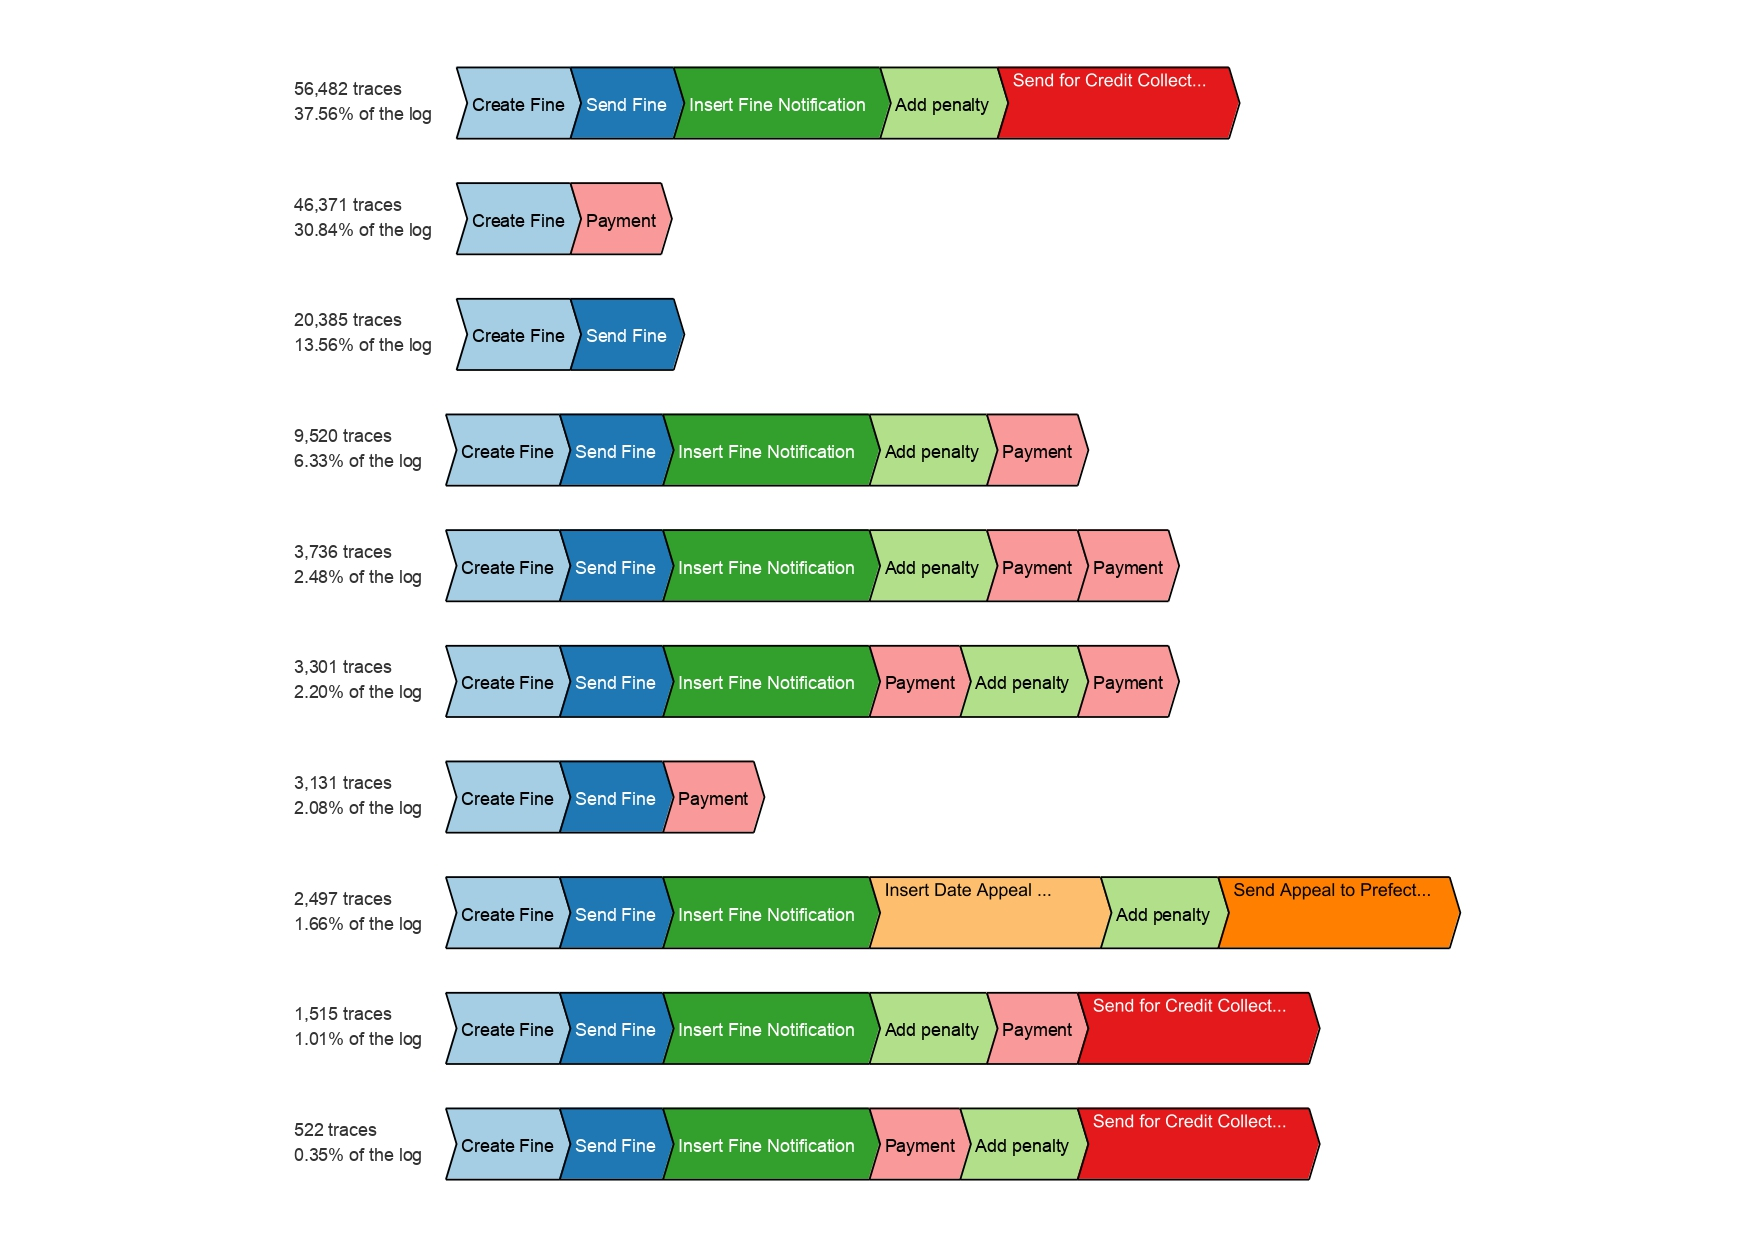 56,482 traces
37.56% of the log
Create Fine Send Fine Insert Fine Notification Add penalty Send for Credit Collect...
46,371 traces
30.84% of the log
Create Fine Payment
20,385 traces
13.56% of the log
Create Fine Send Fine
9,520 traces
6.33% of the log
Create Fine Send Fine Insert Fine Notification Add penalty Payment
3,736 traces
2.48% of the log
Create Fine Send Fine Insert Fine Notification Add penalty Payment Payment
3,301 traces
2.20% of the log
Create Fine Send Fine Insert Fine Notification Payment Add penalty Payment
3,131 traces
2.08% of the log
Create Fine Send Fine Payment
2,497 traces
1.66% of the log
Create Fine Send Fine Insert Fine Notification Insert Date Appeal ... Add penalty Send Appeal to Prefect...
1,515 traces
1.01% of the log
Create Fine Send Fine Insert Fine Notification Add penalty Payment Send for Credit Collect...
522 traces
0.35% of the log
Create Fine Send Fine Insert Fine Notification Payment Add penalty Send for Credit Collect...